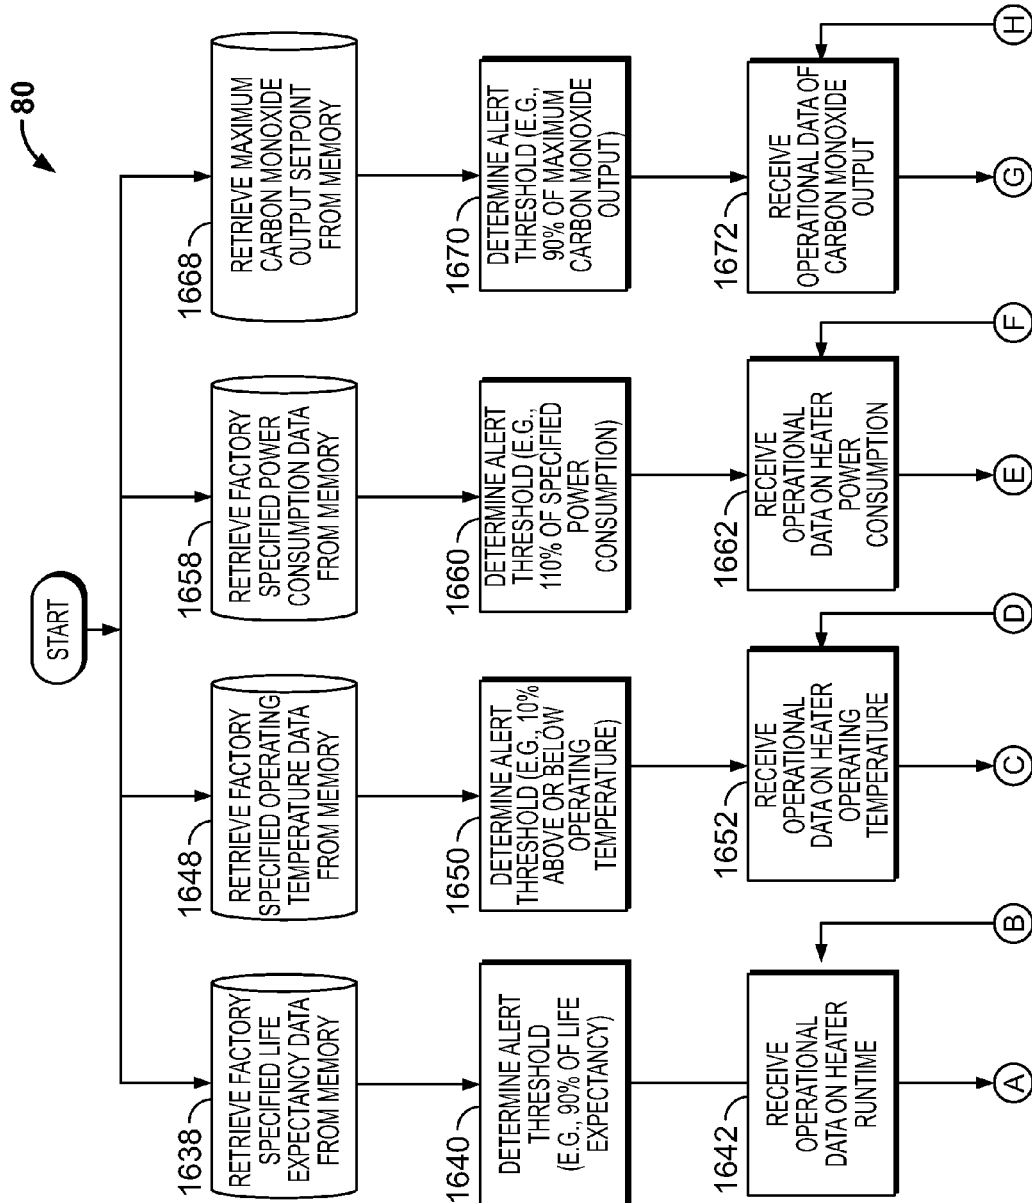 80
START
1638
RETRIEVE FACTORY
SPECIFIED LIFE
EXPECTANCY DATA
FROM MEMORY
1648
RETRIEVE FACTORY
SPECIFIED OPERATING
TEMPERATURE DATA
FROM MEMORY
1658
RETRIEVE FACTORY
SPECIFIED POWER
CONSUMPTION DATA
FROM MEMORY
1668
RETRIEVE MAXIMUM
CARBON MONOXIDE
OUTPUT SETPOINT
FROM MEMORY
1640
DETERMINE ALERT
THRESHOLD
(E.G., 90% OF LIFE
EXPECTANCY)
1650
DETERMINE ALERT
THRESHOLD (E.G., 10%
ABOVE OR BELOW
OPERATING
TEMPERATURE)
1660
DETERMINE ALERT
THRESHOLD (E.G.,
110% OF SPECIFIED
POWER
CONSUMPTION)
1670
DETERMINE ALERT
THRESHOLD (E.G.,
90% OF MAXIMUM
CARBON MONOXIDE
OUTPUT)
1642
RECEIVE
OPERATIONAL
DATA ON HEATER
RUNTIME
1652
RECEIVE
OPERATIONAL
DATA ON HEATER
OPERATING
TEMPERATURE
1662
RECEIVE
OPERATIONAL
DATA ON HEATER
POWER
CONSUMPTION
1672
RECEIVE
OPERATIONAL DATA OF
CARBON MONOXIDE
OUTPUT
A
B
C
D
E
F
G
H